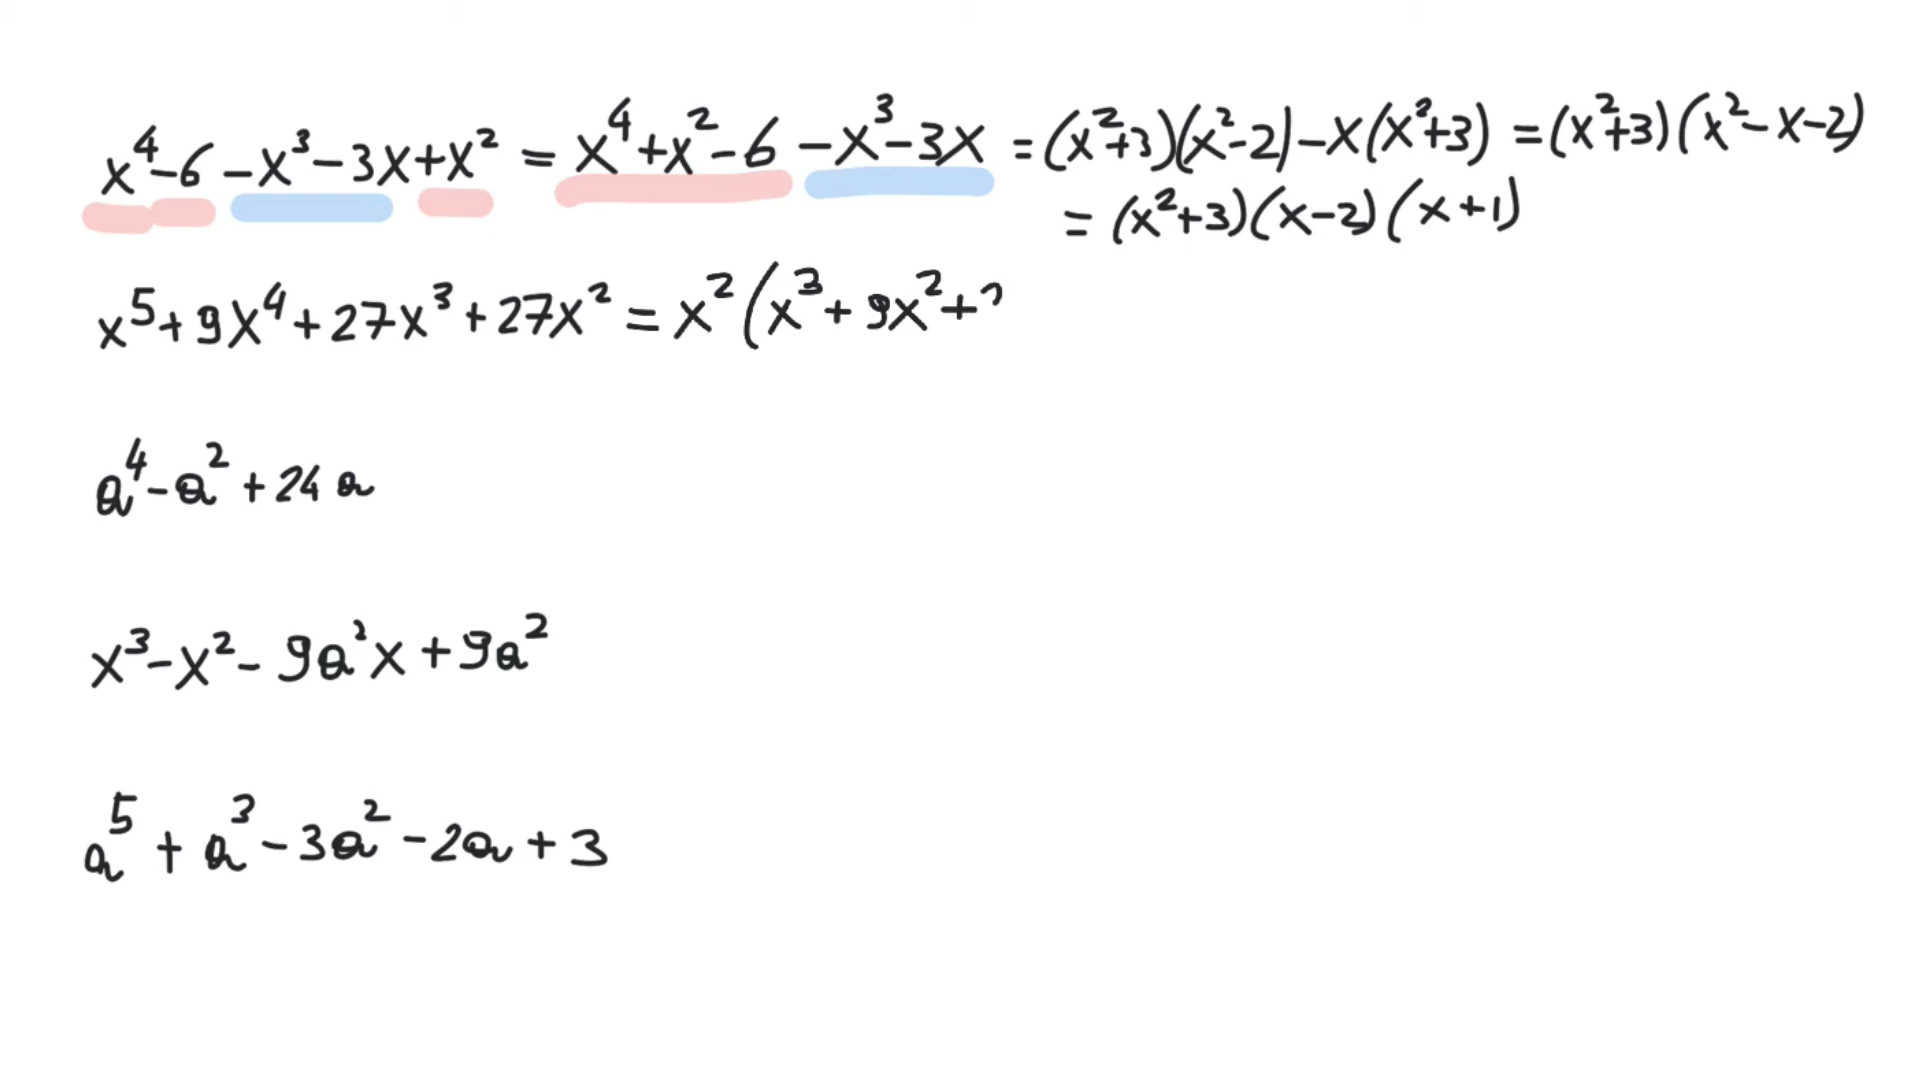 x⁴-6-x³-3x+x² = x⁴+x²-6-x³-3x = (x²+3)(x²-2)-x(x²+3) = (x²+3)(x²-x-2)
= (x²+3)(x-2)(x+1)
x⁵+9x⁴+27x³+27x² = x²(x³+9x²+
a⁴-a²+24a
x³-x²-9a²x+9a²
a⁵+a³-3a²-2a+3